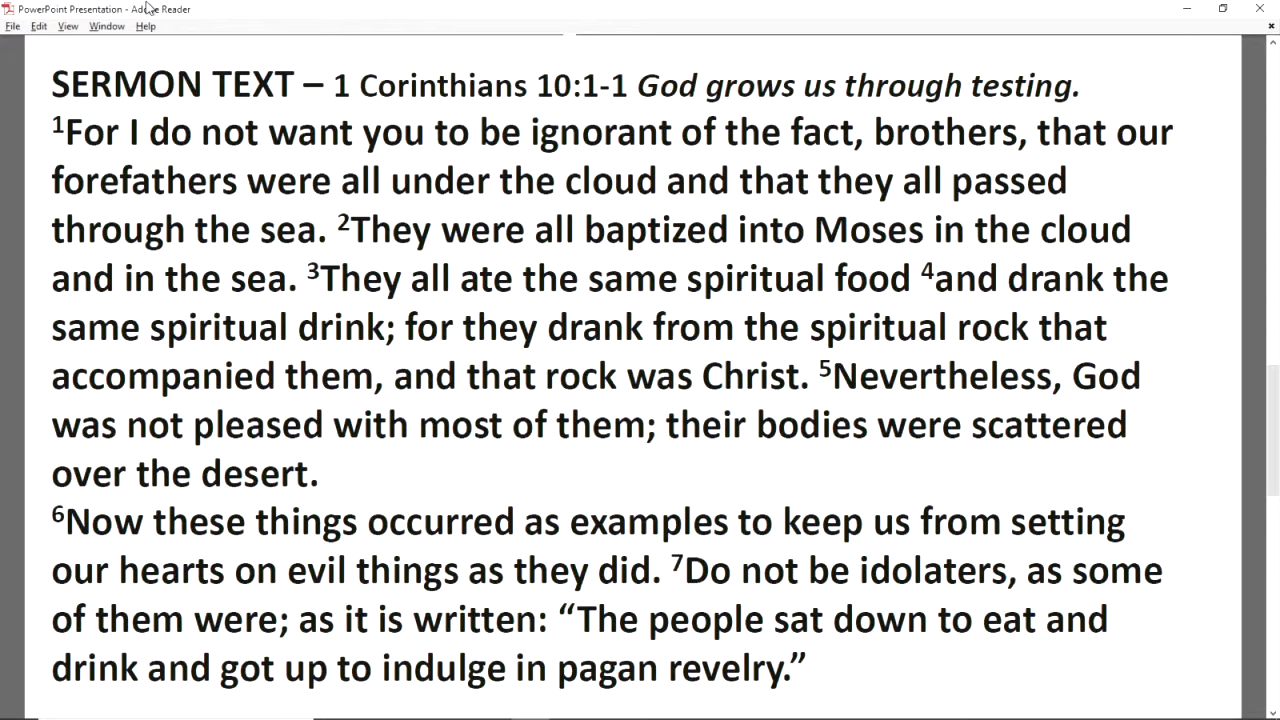 PowerPoint Presentation - Adobe Reader
File Edit View Window Help
SERMON TEXT – 1 Corinthians 10:1-1 God grows us through testing.
1For I do not want you to be ignorant of the fact, brothers, that our
forefathers were all under the cloud and that they all passed
through the sea. 2They were all baptized into Moses in the cloud
and in the sea. 3They all ate the same spiritual food 4and drank the
same spiritual drink; for they drank from the spiritual rock that
accompanied them, and that rock was Christ. 5Nevertheless, God
was not pleased with most of them; their bodies were scattered
over the desert.
6Now these things occurred as examples to keep us from setting
our hearts on evil things as they did. 7Do not be idolaters, as some
of them were; as it is written: “The people sat down to eat and
drink and got up to indulge in pagan revelry.”